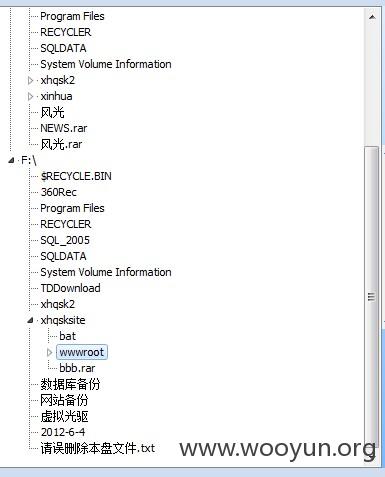 Program Files
RECYCLER
SQLDATA
System Volume Information
xhqsk2
xinhua
风光
NEWS.rar
风光.rar
F:\
$RECYCLE.BIN
360Rec
Program Files
RECYCLER
SQL_2005
SQLDATA
System Volume Information
TDDownload
xhqsk2
xhqsksite
bat
wwwroot
bbb.rar
数据库备份
网站备份
虚拟光驱
2012-6-4
请误删除本盘文件.txt
www.wooyun.org